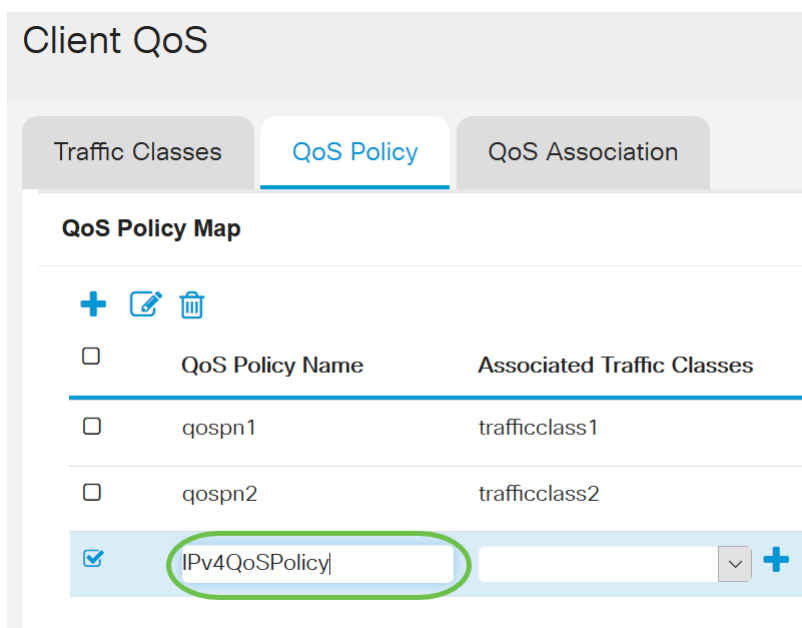 Client QoS
Traffic Classes QoS Policy QoS Association
QoS Policy Map
QoS Policy Name Associated Traffic Classes
qospn1 trafficclass1
qospn2 trafficclass2
IPv4QoSPolicy